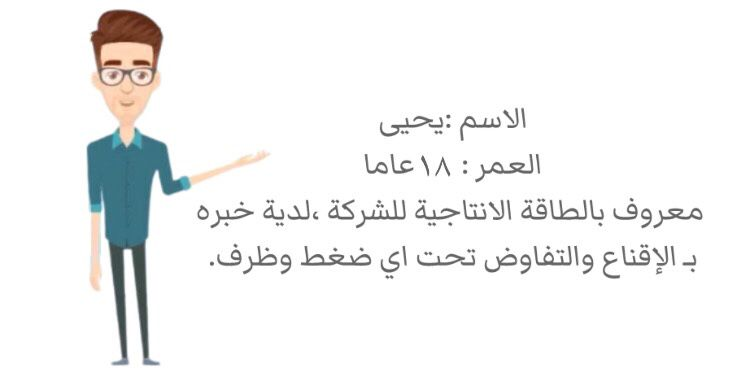 الاسم :يحيى
العمر : ١٨عاما
معروف بالطاقة الانتاجية للشركة ،لدية خبره
بـ الإقناع والتفاوض تحت اي ضغط وظرف.